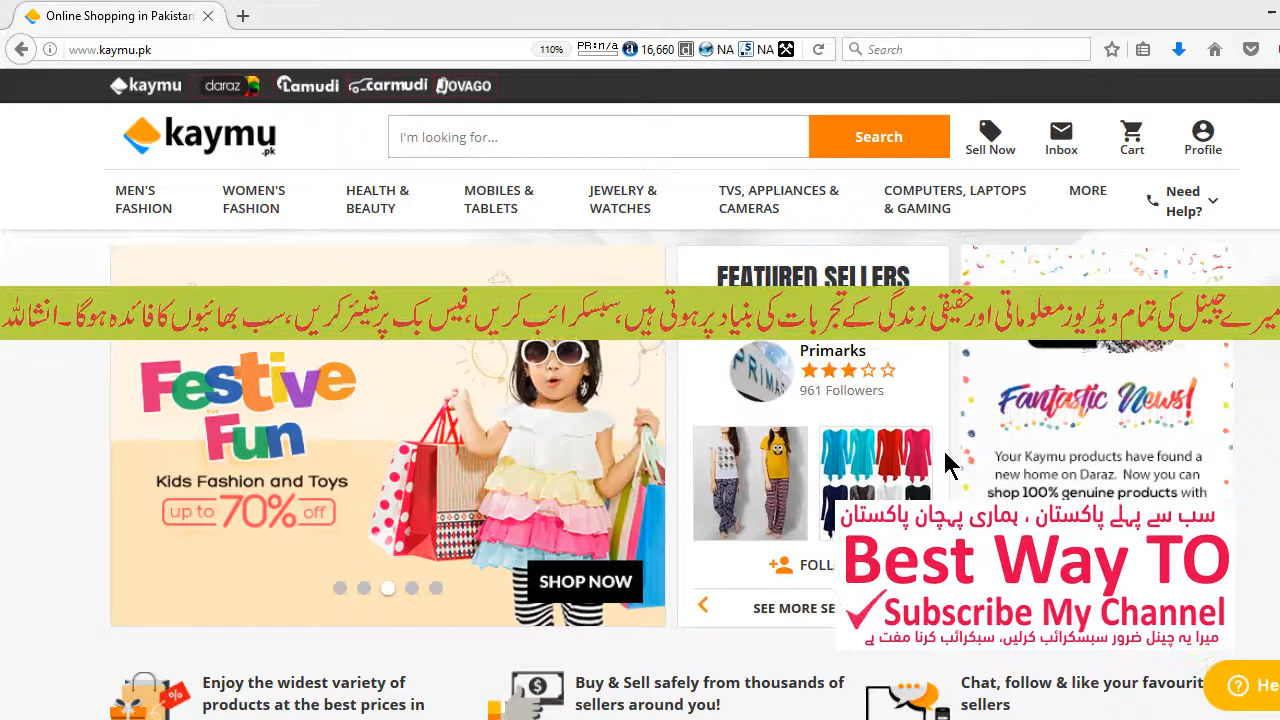 Online Shopping in Pakistan
www.kaymu.pk
110%
PR: n/a
16,660
NA
NA
Search
kaymu
daraz
Lamudi
carmudi
JOVAGO
kaymu
.pk
I'm looking for...
Search
Sell Now
Inbox
Cart
Profile
MEN'S FASHION
WOMEN'S FASHION
HEALTH & BEAUTY
MOBILES & TABLETS
JEWELRY & WATCHES
TVS, APPLIANCES & CAMERAS
COMPUTERS, LAPTOPS & GAMING
MORE
Need Help?
FEATURED SELLERS
میرے چینل کی تمام ویڈیوز معلوماتی اور حقیقی زندگی کے تجربات کی بنیاد پر ہوتی ہیں، سبسکرائب کریں، فیس بک پر شیئر کریں، سب بھائیوں کا فائدہ ہوگا۔ انشاللہ
Festive
Fun
Kids Fashion and Toys
up to 70% off
SHOP NOW
Primarks
961 Followers
PRIMA
FOLL
SEE MORE SE
Fantastic News!
Your Kaymu products have found a
new home on Daraz. Now you can
shop 100% genuine products with
سب سے پہلے پاکستان ، ہماری پہچان پاکستان
Best Way TO
Subscribe My Channel
میرا یہ چینل ضرور سبسکرائب کرلیں، سبکرائب کرنا مفت ہے
Enjoy the widest variety of
products at the best prices in
Buy & Sell safely from thousands of
sellers around you!
Chat, follow & like your favourit
sellers
He